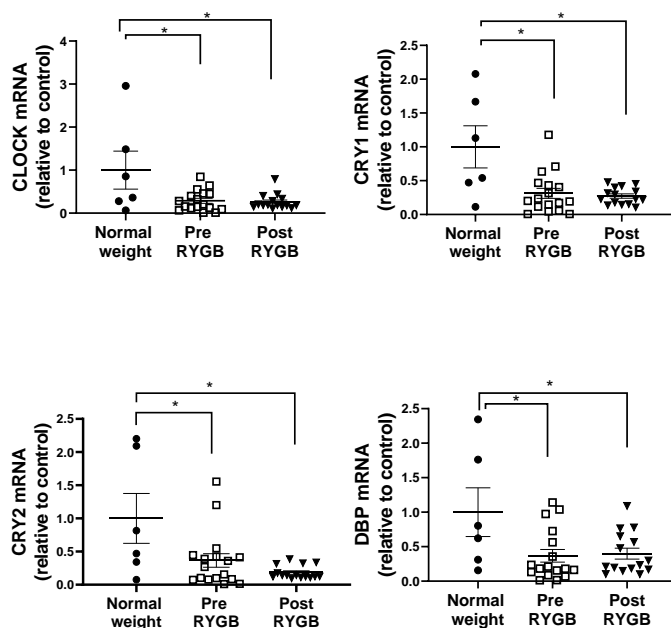 *
*
CLOCK mRNA
(relative to control)
4
3
2
1
0
Normal
weight
Pre
RYGB
Post
RYGB
*
*
CRY1 mRNA
(relative to control)
2.5
2.0
1.5
1.0
0.5
0.0
Normal
weight
Pre
RYGB
Post
RYGB
*
*
CRY2 mRNA
(relative to control)
2.5
2.0
1.5
1.0
0.5
0.0
Normal
weight
Pre
RYGB
Post
RYGB
*
*
DBP mRNA
(relative to control)
2.5
2.0
1.5
1.0
0.5
0.0
Normal
weight
Pre
RYGB
Post
RYGB